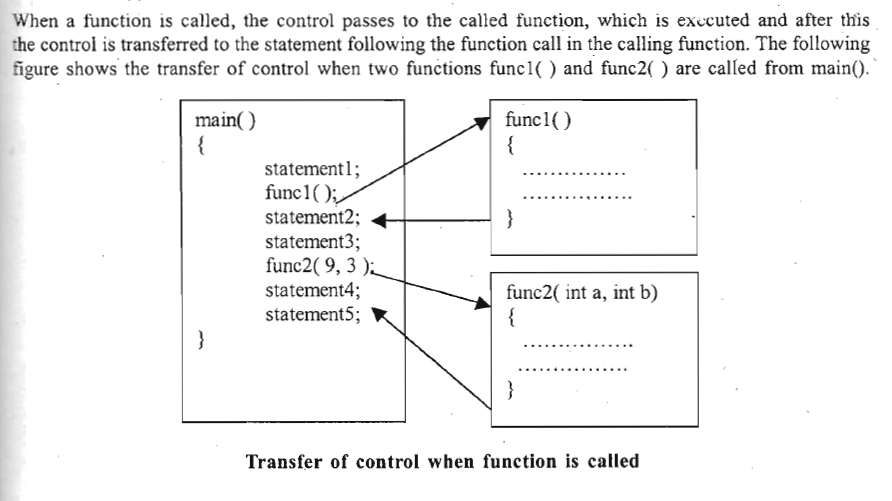 When a function is called, the control passes to the called function, which is executed and after this
the control is transferred to the statement following the function call in the calling function. The following
figure shows the transfer of control when two functions func1( ) and func2( ) are called from main().
main( )
{
statement1;
func1( );
statement2;
statement3;
func2( 9, 3 );
statement4;
statement5;
}
func1()
{
...............
...............
}
func2( int a, int b)
{
................
................
}
Transfer of control when function is called